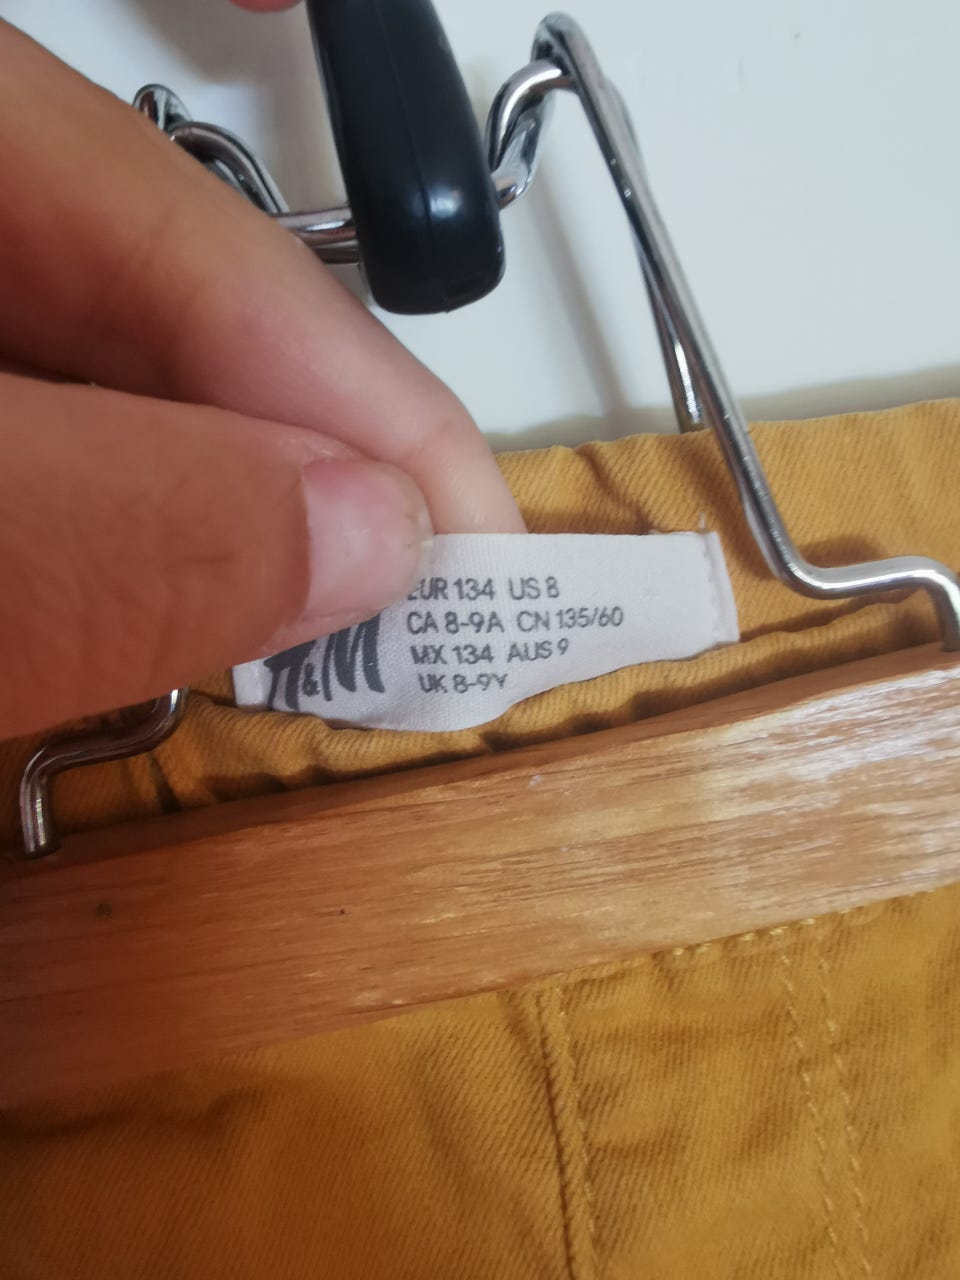 H&M
EUR 134 US 8
CA 8-9A CN 135/60
MX 134 AUS 9
UK 8-9Y